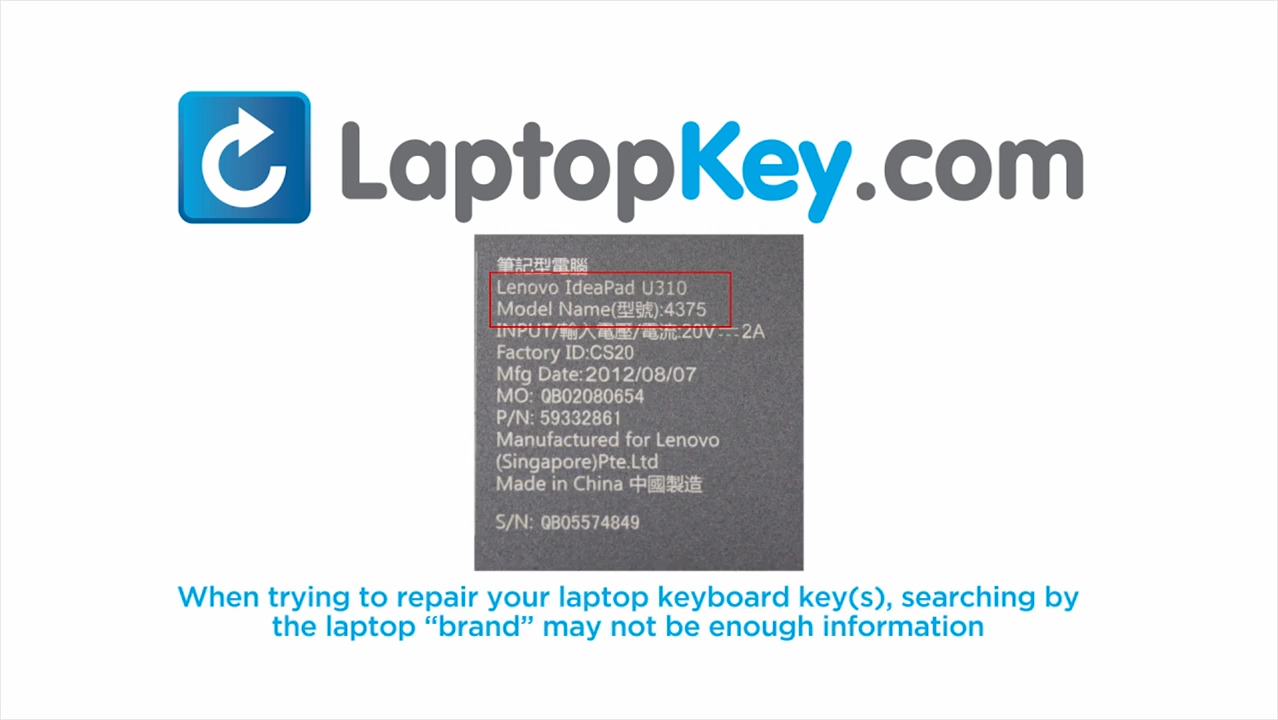 LaptopKey.com
筆記型電腦
Lenovo IdeaPad U310
Model Name(型號):4375
INPUT/輸入電壓/電流:20V⎓2A
Factory ID:CS20
Mfg Date:2012/08/07
MO: QB02080654
P/N: 59332861
Manufactured for Lenovo
(Singapore)Pte.Ltd
Made in China 中國製造
S/N: QB05574849
When trying to repair your laptop keyboard key(s), searching by
the laptop “brand” may not be enough information